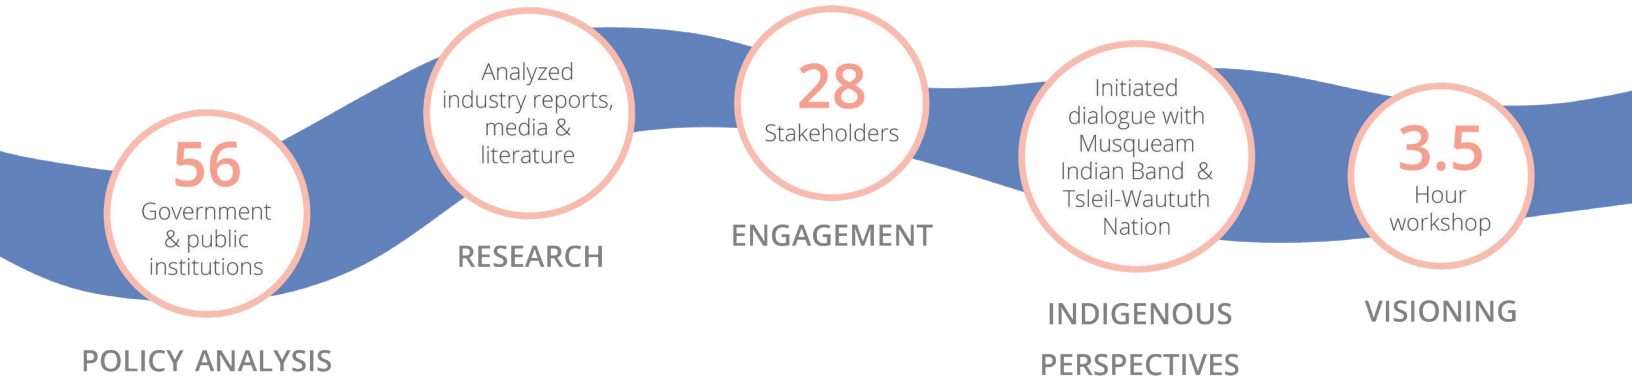 56
Government
& public
institutions
POLICY ANALYSIS
Analyzed
industry reports,
media &
literature
RESEARCH
28
Stakeholders
ENGAGEMENT
Initiated
dialogue with
Musqueam
Indian Band &
Tsleil-Waututh
Nation
INDIGENOUS
PERSPECTIVES
3.5
Hour
workshop
VISIONING